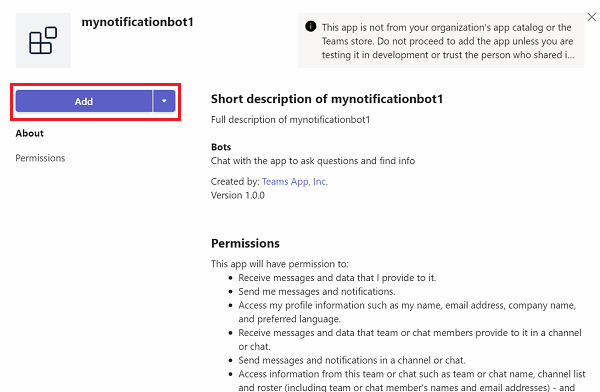 mynotificationbot1
This app is not from your organization's app catalog or the
Teams store. Do not proceed to add the app unless you are
testing it in development or trust the person who shared i...
Add
About
Permissions
Short description of mynotificationbot1
Full description of mynotificationbot1
Bots
Chat with the app to ask questions and find info
Created by: Teams App, Inc.
Version 1.0.0
Permissions
This app will have permission to:
• Receive messages and data that I provide to it.
• Send me messages and notifications.
• Access my profile information such as my name, email address, company name,
and preferred language.
• Receive messages and data that team or chat members provide to it in a channel
or chat.
• Send messages and notifications in a channel or chat.
• Access information from this team or chat such as team or chat name, channel list
and roster (including team or chat member's names and email addresses) - and